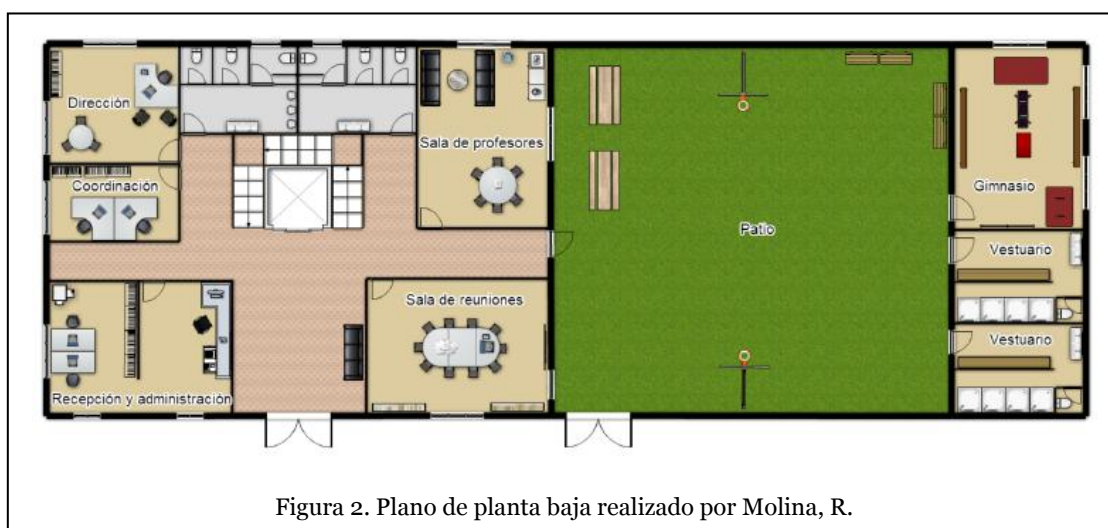 Dirección
Sala de profesores
Coordinación
Gimnasio
Patio
Vestuario
Sala de reuniones
Vestuario
Recepción y administración
Figura 2. Plano de planta baja realizado por Molina, R.